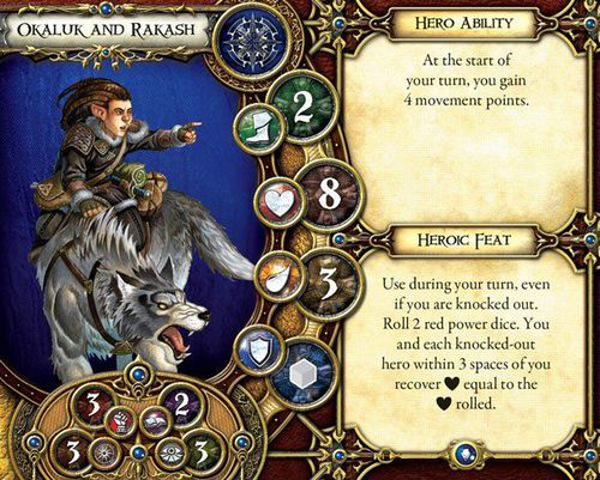 Okaluk and Rakash
2
8
3
3
2
3
3
Hero Ability
At the start of
your turn, you gain
4 movement points.
Heroic Feat
Use during your turn, even
if you are knocked out.
Roll 2 red power dice. You
and each knocked-out
hero within 3 spaces of you
recover ♥ equal to the
♥ rolled.